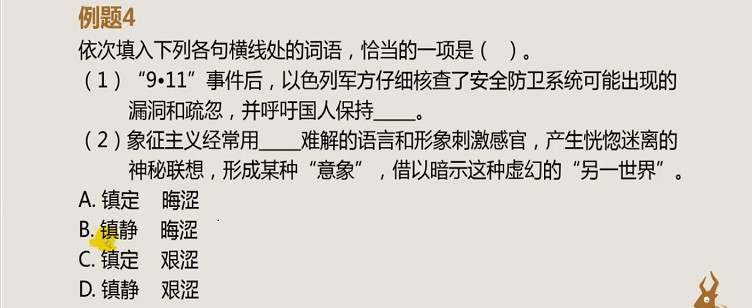 例题4
依次填入下列各句横线处的词语，恰当的一项是（　）。
（1）“9•11”事件后，以色列军方仔细核查了安全防卫系统可能出现的
漏洞和疏忽，并呼吁国人保持_____。
（2）象征主义经常用_____难解的语言和形象刺激感官，产生恍惚迷离的
神秘联想，形成某种“意象”，借以暗示这种虚幻的“另一世界”。
A. 镇定　晦涩
B. 镇静　晦涩
C. 镇定　艰涩
D. 镇静　艰涩